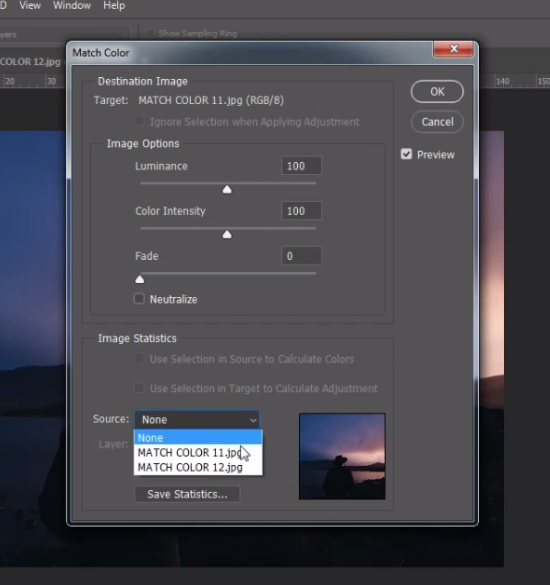 D View Window Help
yers
Show Sampling Ring
COLOR 12.jpg
20 30 140 150
Match Color
Destination Image
Target: MATCH COLOR 11.jpg (RGB/8)
Ignore Selection when Applying Adjustment
Image Options
Luminance 100
Color Intensity 100
Fade 0
Neutralize
OK
Cancel
Preview
Image Statistics
Use Selection in Source to Calculate Colors
Use Selection in Target to Calculate Adjustment
Source: None
None
Layer:
MATCH COLOR 11.jpg
MATCH COLOR 12.jpg
Save Statistics...